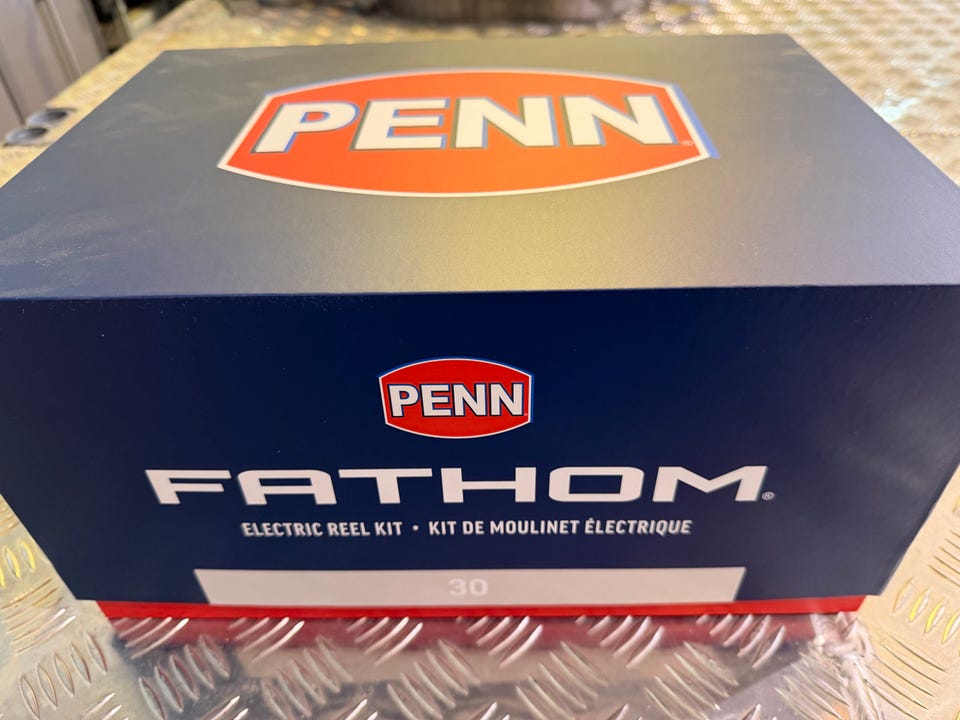 PENN®
PENN
FATHOM®
ELECTRIC REEL KIT • KIT DE MOULINET ÉLECTRIQUE
30